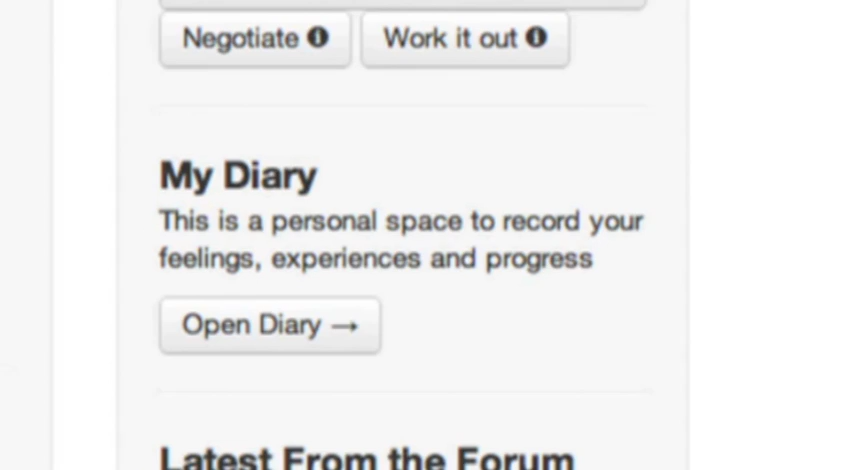 Negotiate Work it out
My Diary
This is a personal space to record your
feelings, experiences and progress
Open Diary →
Latest From the Forum